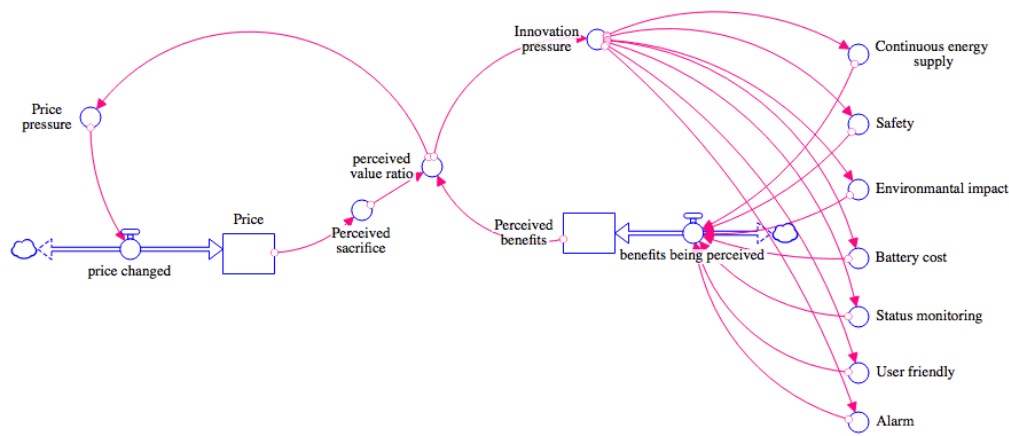 Innovation
pressure
Continuous energy
supply
Price
pressure
Safety
perceived
value ratio
Environmantal impact
Price
Perceived
sacrifice
Perceived
benefits
price changed
benefits being perceived
Battery cost
Status monitoring
User friendly
Alarm